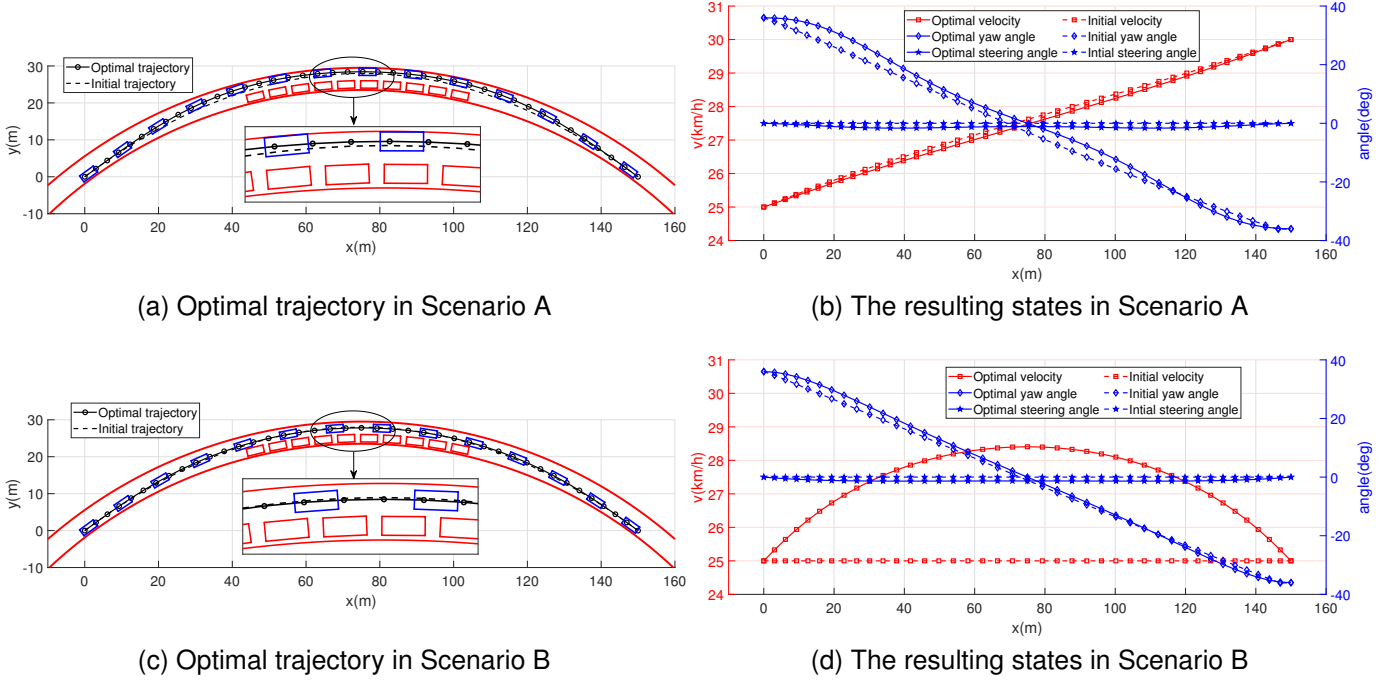 Optimal trajectory
Initial trajectory
30
20
10
0
-10
y(m)
0 20 40 60 80 100 120 140 160
x(m)
(a) Optimal trajectory in Scenario A
31
30
29
28
27
26
25
24
v(km/h)
Optimal velocity
Initial velocity
Optimal yaw angle
Initial yaw angle
Optimal steering angle
Intial steering angle
40
20
0
-20
-40
angle(deg)
0 20 40 60 80 100 120 140 160
x(m)
(b) The resulting states in Scenario A
Optimal trajectory
Initial trajectory
30
20
10
0
-10
y(m)
0 20 40 60 80 100 120 140 160
x(m)
(c) Optimal trajectory in Scenario B
31
30
29
28
27
26
25
24
v(km/h)
Optimal velocity
Initial velocity
Optimal yaw angle
Initial yaw angle
Optimal steering angle
Intial steering angle
40
20
0
-20
-40
angle(deg)
0 20 40 60 80 100 120 140 160
x(m)
(d) The resulting states in Scenario B